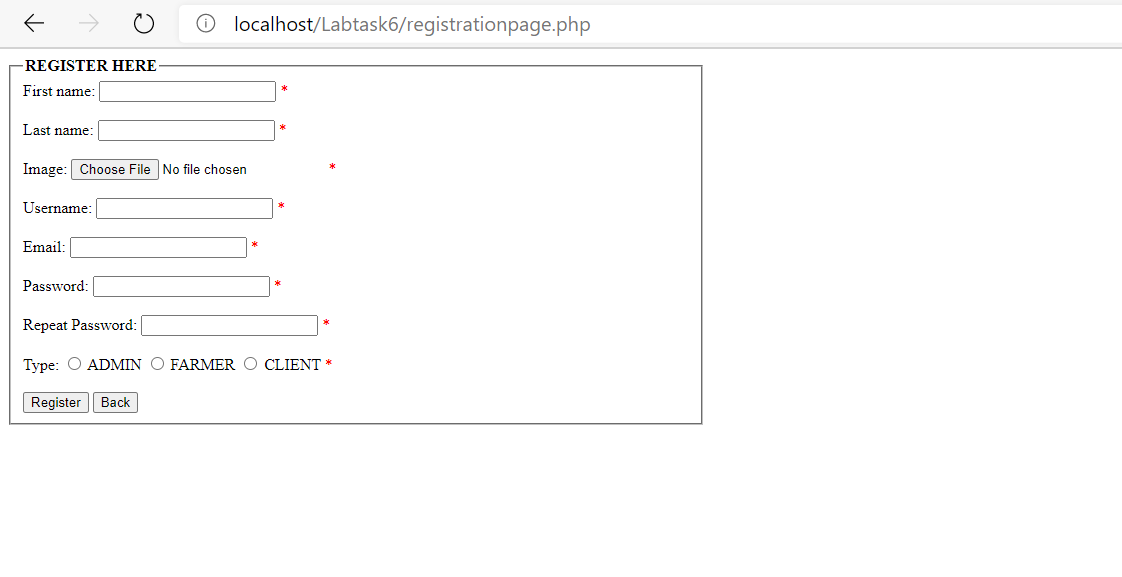 localhost/Labtask6/registrationpage.php
REGISTER HERE
First name: *
Last name: *
Image: Choose File No file chosen *
Username: *
Email: *
Password: *
Repeat Password: *
Type: ADMIN FARMER CLIENT *
Register Back